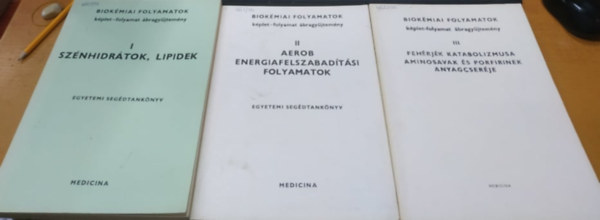 BIOKÉMIAI FOLYAMATOK
képlet-folyamat ábragyűjtemény
I
SZÉNHIDRÁTOK, LIPIDEK
EGYETEMI SEGÉDTANKÖNYV
MEDICINA
BIOKÉMIAI FOLYAMATOK
képlet-folyamat ábragyűjtemény
II
AEROB
ENERGIAFELSZABADÍTÁSI
FOLYAMATOK
EGYETEMI SEGÉDTANKÖNYV
MEDICINA
BIOKÉMIAI FOLYAMATOK
képlet-folyamat ábragyűjtemény
III
FEHÉRJÉK KATABOLIZMUSA
AMINOSAVAK ÉS PORFIRINEK
ANYAGCSERÉJE
MEDICINA